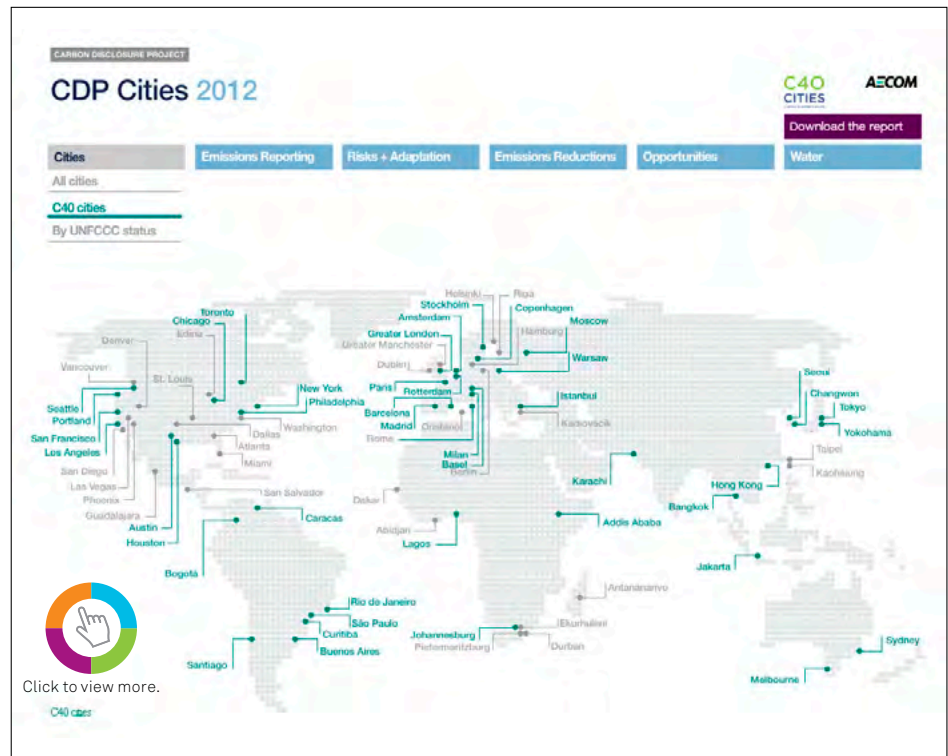 CARBON DISCLOSURE PROJECT
CDP Cities 2012
C40
CITIES
AECOM
Download the report
Cities
Emissions Reporting
Risks + Adaptation
Emissions Reductions
Opportunities
Water
All cities
C40 cities
By UNFCCC status
Helsinki
Riga
Stockholm
Copenhagen
Toronto
Amsterdam
Chicago
Moscow
Edina
Greater London
Hamburg
Denver
Greater Manchester
Warsaw
Vancouver
Dublin
St. Louis
Seoul
New York
Paris
Rotterdam
Changwon
Philadelphia
Istanbul
Seattle
Tokyo
Portland
Barcelona
Washington
Madrid
Oristano
Kadiovacik
Yokohama
Dallas
San Francisco
Rome
Atlanta
Los Angeles
Milan
Taipei
Miami
Basel
San Diego
Berlin
Kaohsiung
Las Vegas
Karachi
Hong Kong
San Salvador
Phoenix
Dakar
Bangkok
Guadalajara
Caracas
Austin
Abidjan
Addis Ababa
Houston
Lagos
Jakarta
Bogotá
Antananarivo
Rio de Janeiro
São Paulo
Ekurhuleni
Curitiba
Johannesburg
Sydney
Buenos Aires
Pietermaritzburg
Durban
Santiago
Melbourne
Click to view more.
C40 cities